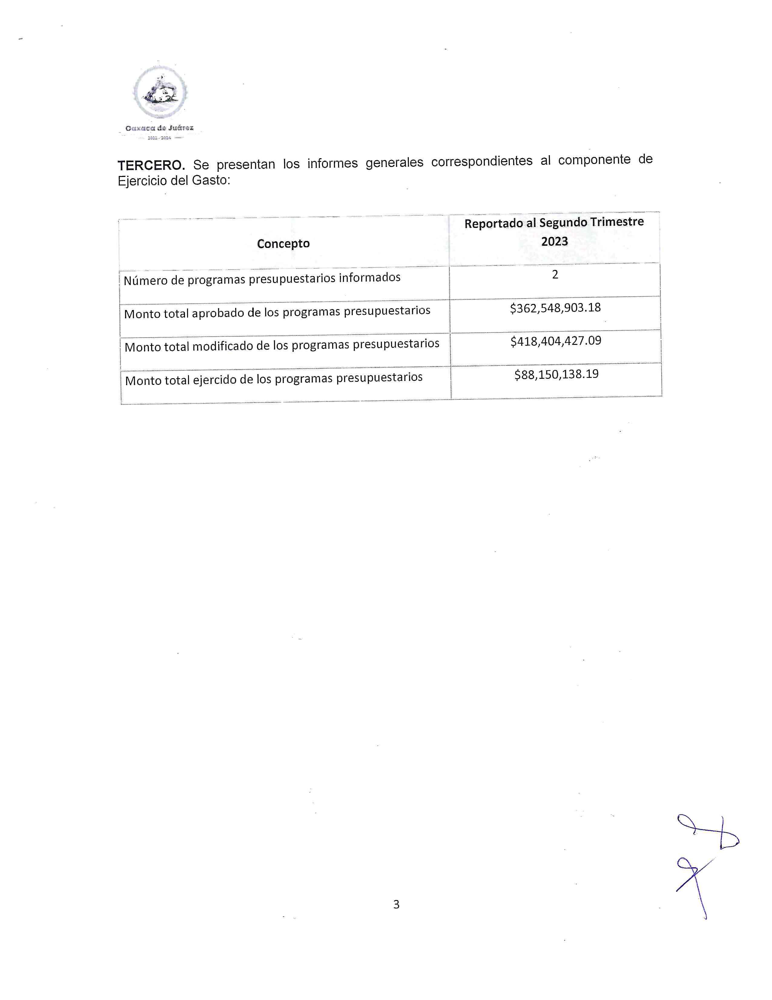 Oaxaca de Juárez
2022 - 2024
TERCERO. Se presentan los informes generales correspondientes al componente de
Ejercicio del Gasto:
Concepto
Reportado al Segundo Trimestre
2023
Número de programas presupuestarios informados
2
Monto total aprobado de los programas presupuestarios
$362,548,903.18
Monto total modificado de los programas presupuestarios
$418,404,427.09
Monto total ejercido de los programas presupuestarios
$88,150,138.19
3